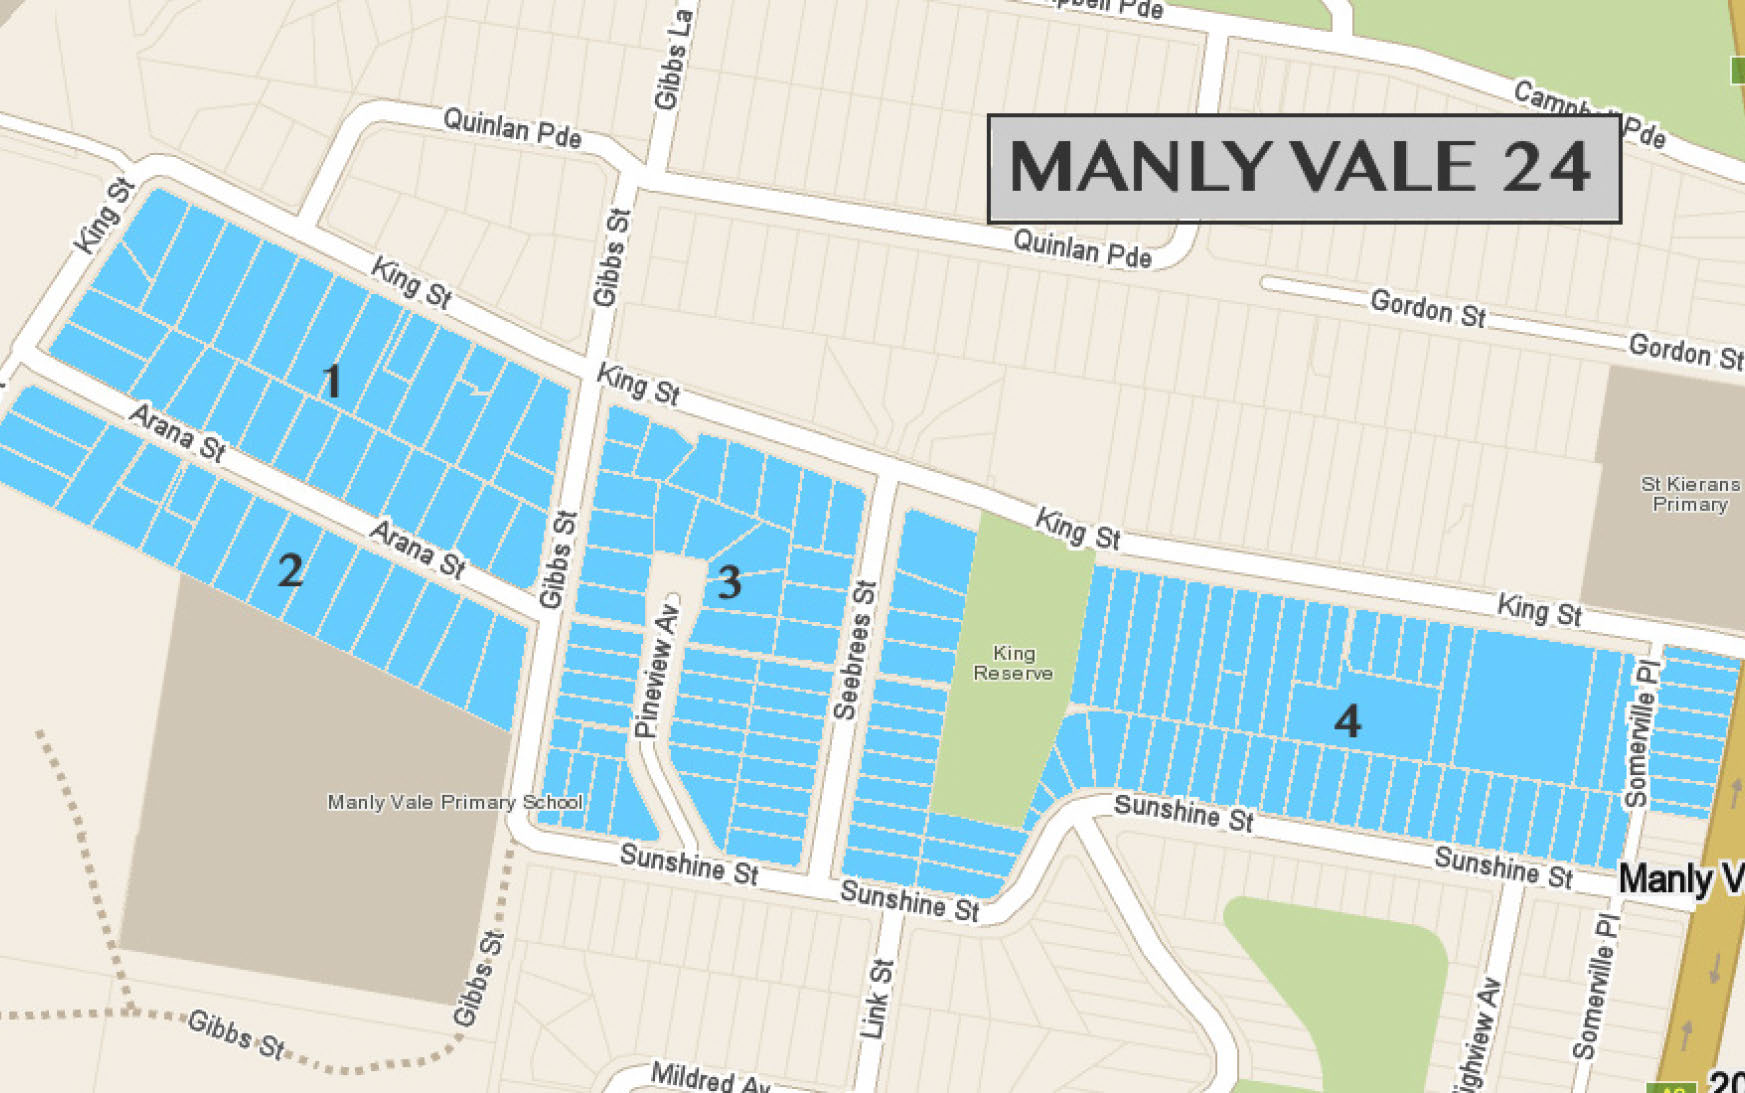 Gibbs La
Quinlan Pde
Campbell Pde
MANLY VALE 24
King St
King St
Gibbs St
Quinlan Pde
Gordon St
Gordon St
King St
1
Arana St
St Kierans
Primary
King St
Arana St
Gibbs St
2
3
King St
King
Reserve
Pineview Av
Seebrees St
4
Somerville Pl
Manly Vale Primary School
Sunshine St
Sunshine St
Sunshine St
Sunshine St
Manly V
Gibbs St
Gibbs St
Link St
Somerville Pl
Mildred Av